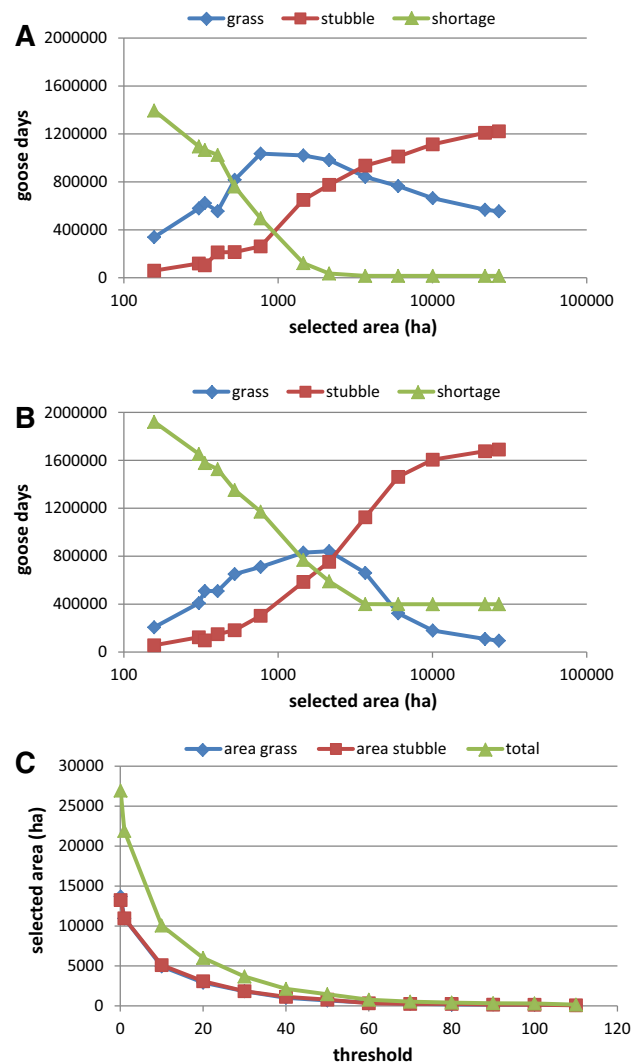 A
grass stubble shortage
2000000
1600000
1200000
800000
400000
0
goose days
100 1000 10000 100000
selected area (ha)
B
grass stubble shortage
2000000
1600000
1200000
800000
400000
0
goose days
100 1000 10000 100000
selected area (ha)
C
area grass area stubble total
30000
25000
20000
15000
10000
5000
0
selected area (ha)
0 20 40 60 80 100 120
threshold